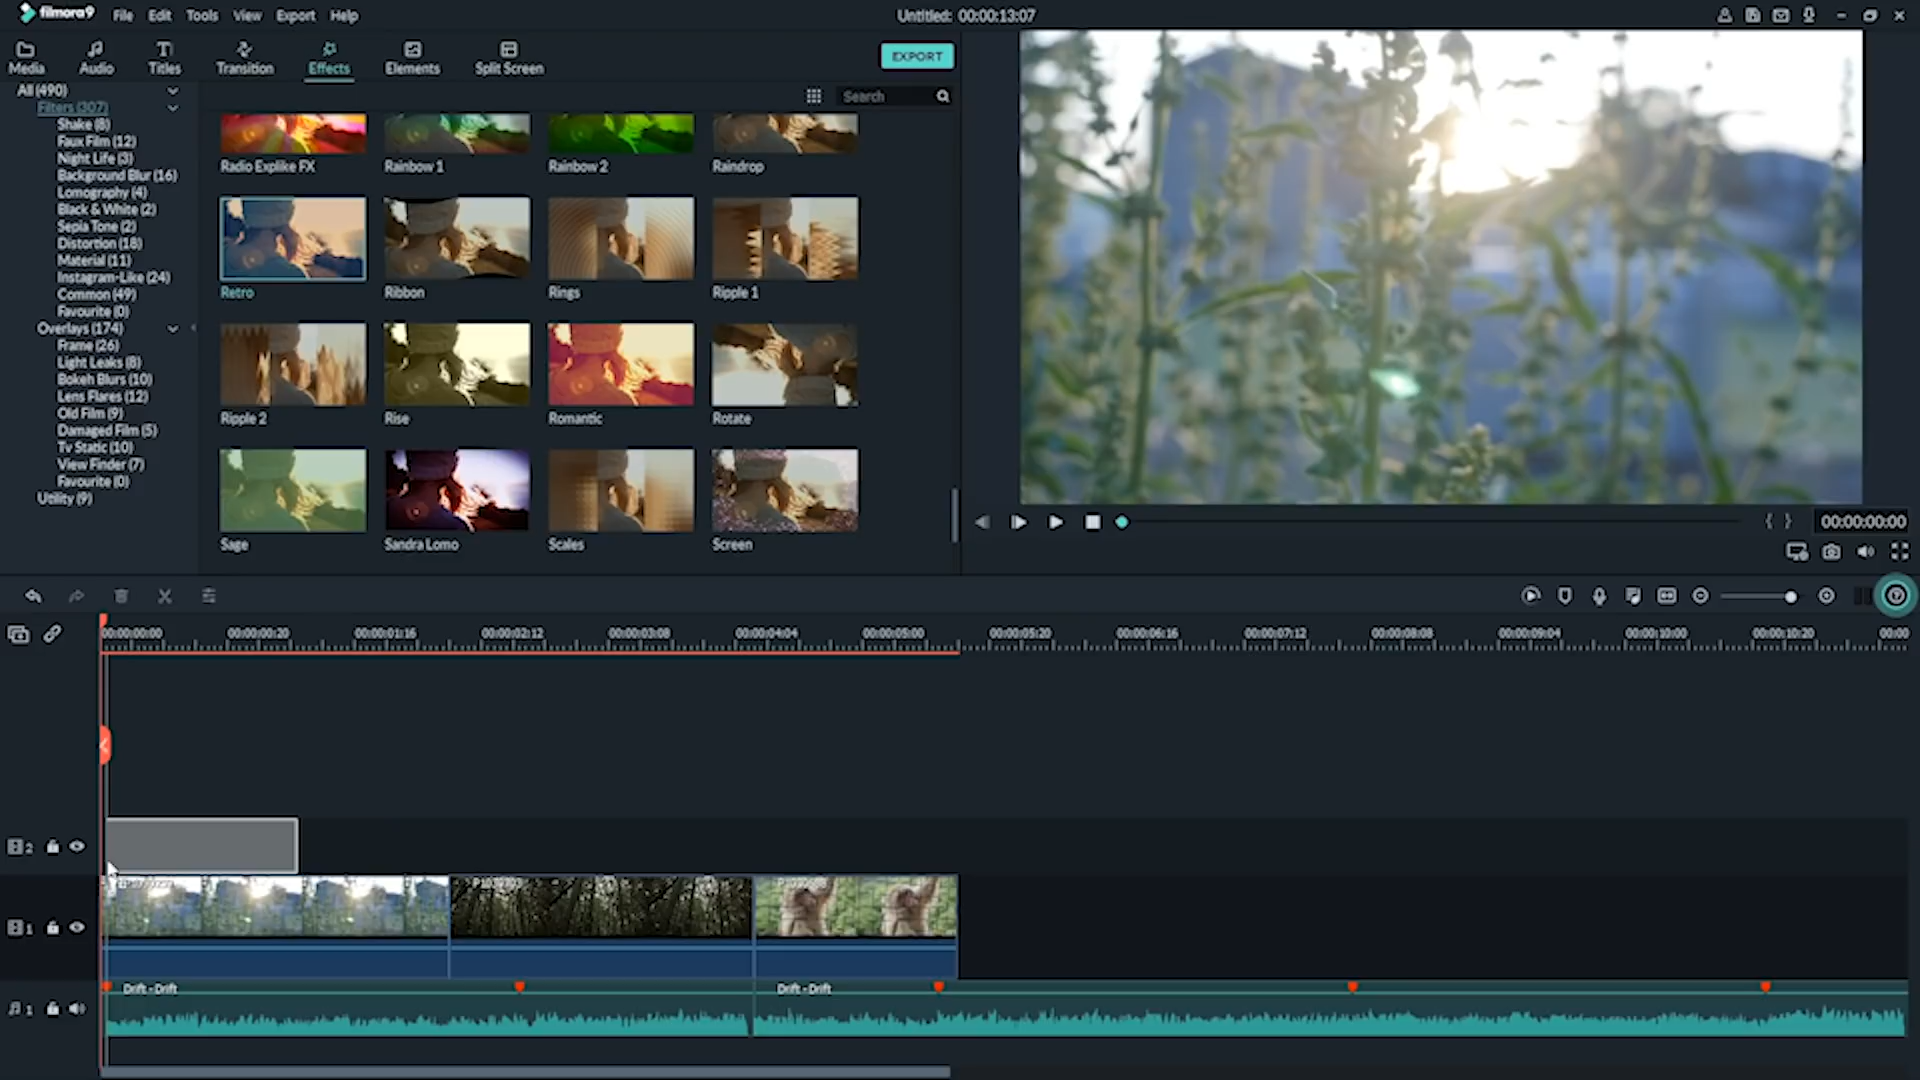 filmora9 File Edit Tools View Export Help Untitled: 00:00:13:07
Media Audio Titles Transition Effects Elements Split Screen EXPORT
All (490)
Filters (307)
Shake (8)
Faux Film (12)
Night Life (3)
Background Blur (16)
Lomography (4)
Black & White (2)
Sepia Tone (2)
Distortion (18)
Material (11)
Instagram-Like (24)
Common (49)
Favourite (0)
Overlays (174)
Frame (26)
Light Leaks (8)
Bokeh Blurs (10)
Lens Flares (12)
Old Film (9)
Damaged Film (5)
Tv Static (10)
View Finder (7)
Favourite (0)
Utility (9)
Search
Radio Explike FX Rainbow 1 Rainbow 2 Raindrop
Retro Ribbon Rings Ripple 1
Ripple 2 Rise Romantic Rotate
Sage Sandra Lomo Scales Screen
{ } 00:00:00:00
00:00:00:00 00:00:00:20 00:00:01:16 00:00:02:12 00:00:03:08 00:00:04:04 00:00:05:00 00:00:05:20 00:00:06:16 00:00:07:12 00:00:08:08 00:00:09:04 00:00:10:00 00:00:10:20 00:00
2
1
Drift - Drift Drift - Drift
1